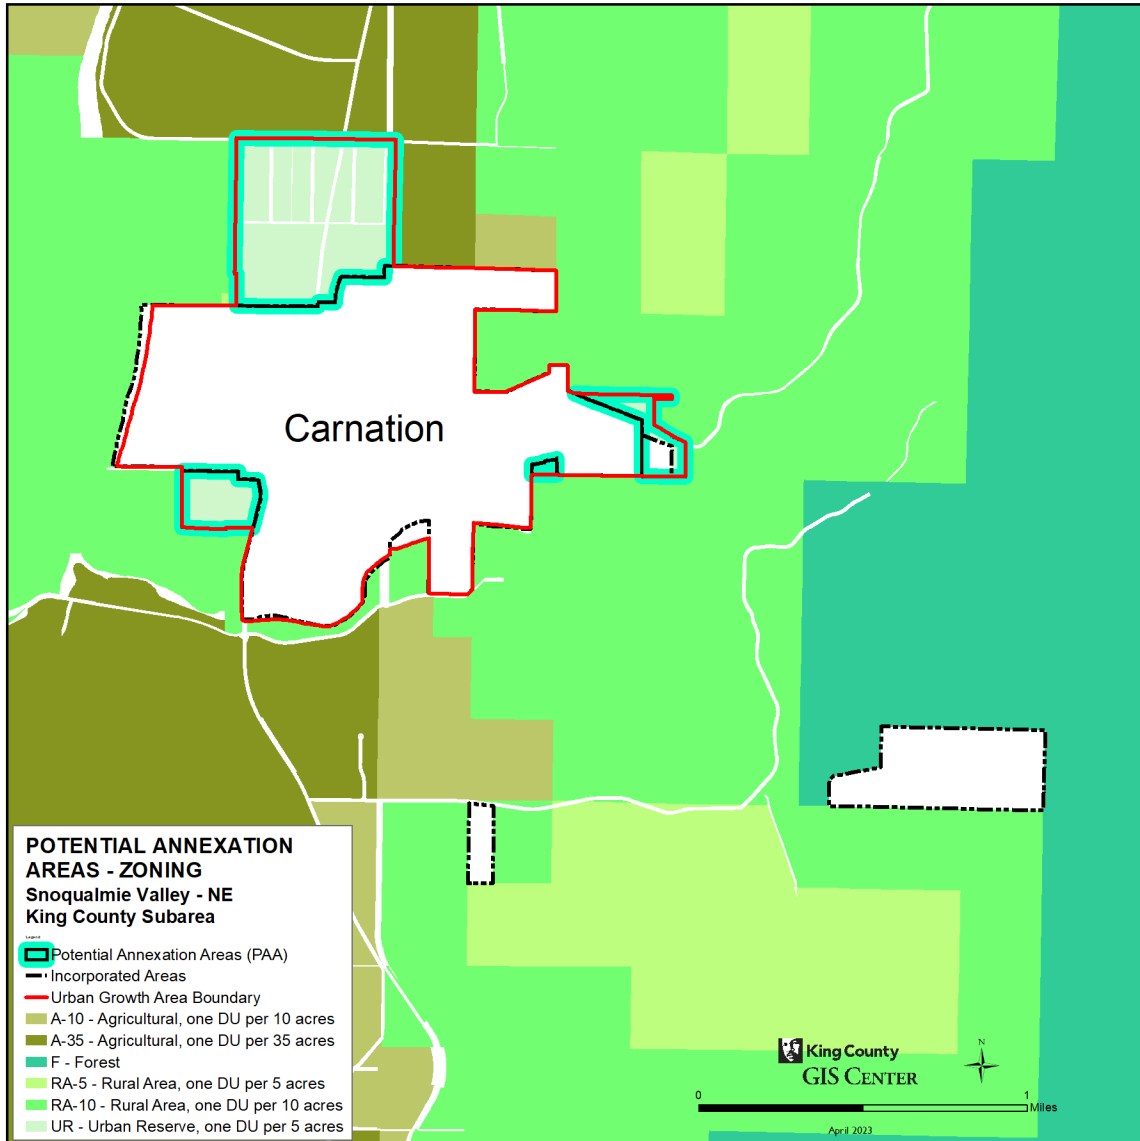 Carnation
POTENTIAL ANNEXATION
AREAS - ZONING
Snoqualmie Valley - NE
King County Subarea
Legend
Potential Annexation Areas (PAA)
Incorporated Areas
Urban Growth Area Boundary
A-10 - Agricultural, one DU per 10 acres
A-35 - Agricultural, one DU per 35 acres
F - Forest
RA-5 - Rural Area, one DU per 5 acres
RA-10 - Rural Area, one DU per 10 acres
UR - Urban Reserve, one DU per 5 acres
King County
GIS CENTER
N
0 1
Miles
April 2023